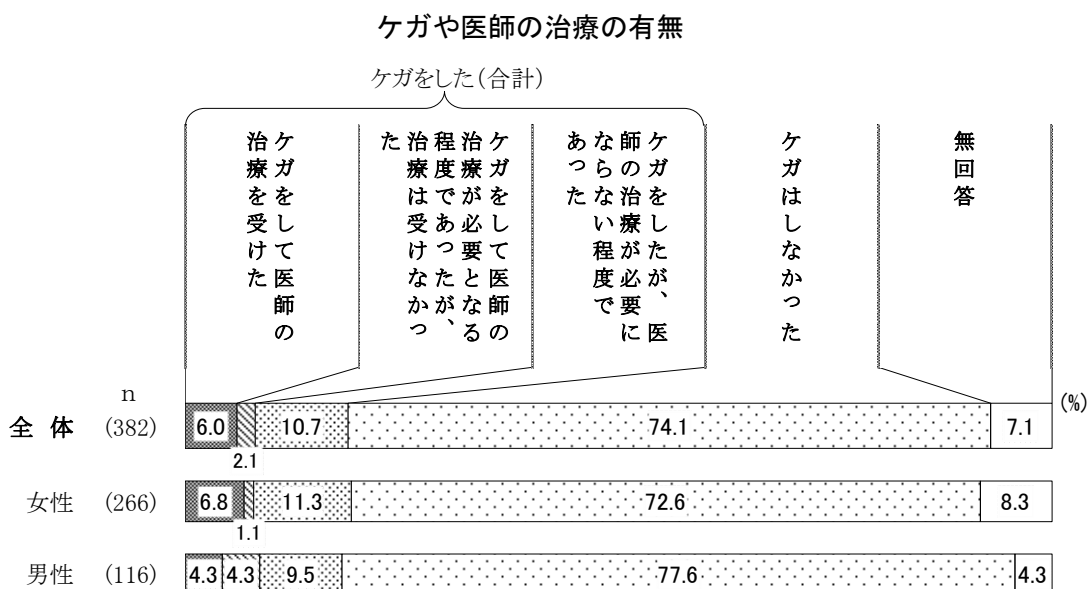 ケガや医師の治療の有無
ケガをした(合計)
ケガをして医師の
治療を受けた
ケガをして医師の
治療が必要となる
程度であったが、
治療は受けなかっ
た
ケガをしたが、医
師の治療が必要に
ならない程度で
あった
ケガはしなかった
無回答
n
(%)
全 体 (382) 6.0 2.1 10.7 74.1 7.1
女性 (266) 6.8 1.1 11.3 72.6 8.3
男性 (116) 4.3 4.3 9.5 77.6 4.3